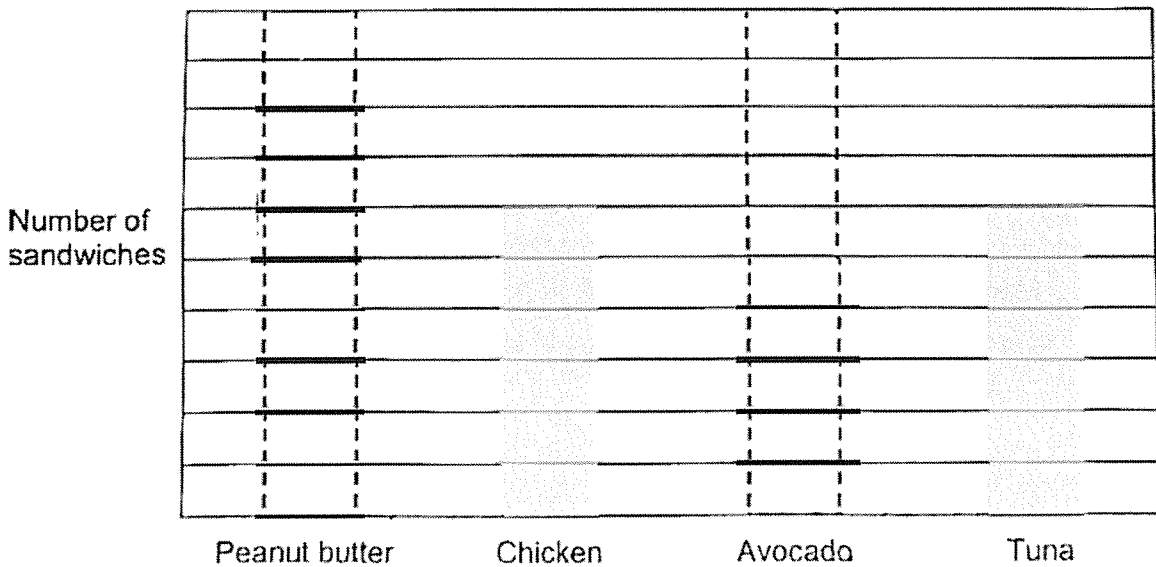 Number of
sandwiches
Peanut butter
Chicken
Avocado
Tuna